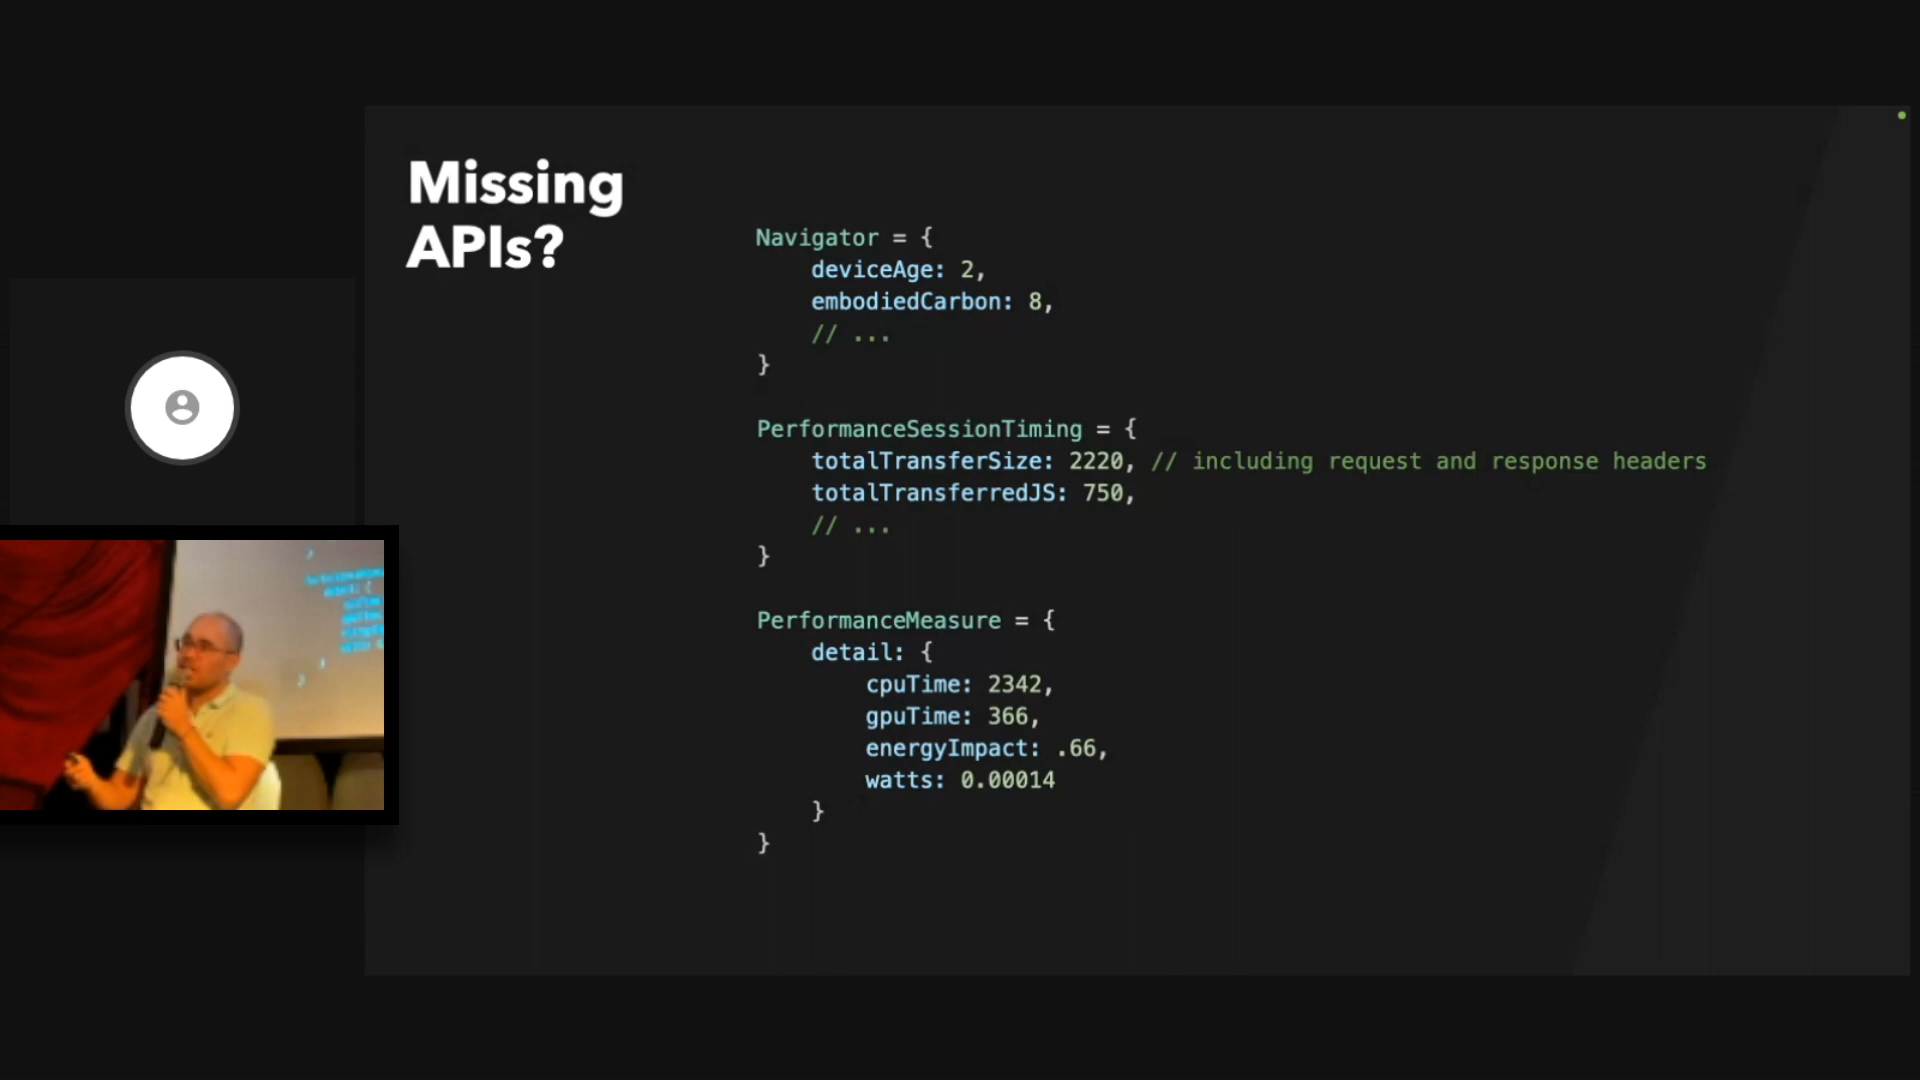 Missing
APIs?
Navigator = {
deviceAge: 2,
embodiedCarbon: 8,
// ...
}
PerformanceSessionTiming = {
totalTransferSize: 2220, // including request and response headers
totalTransferredJS: 750,
// ...
}
PerformanceMeasure = {
detail: {
cpuTime: 2342,
gpuTime: 366,
energyImpact: .66,
watts: 0.00014
}
}